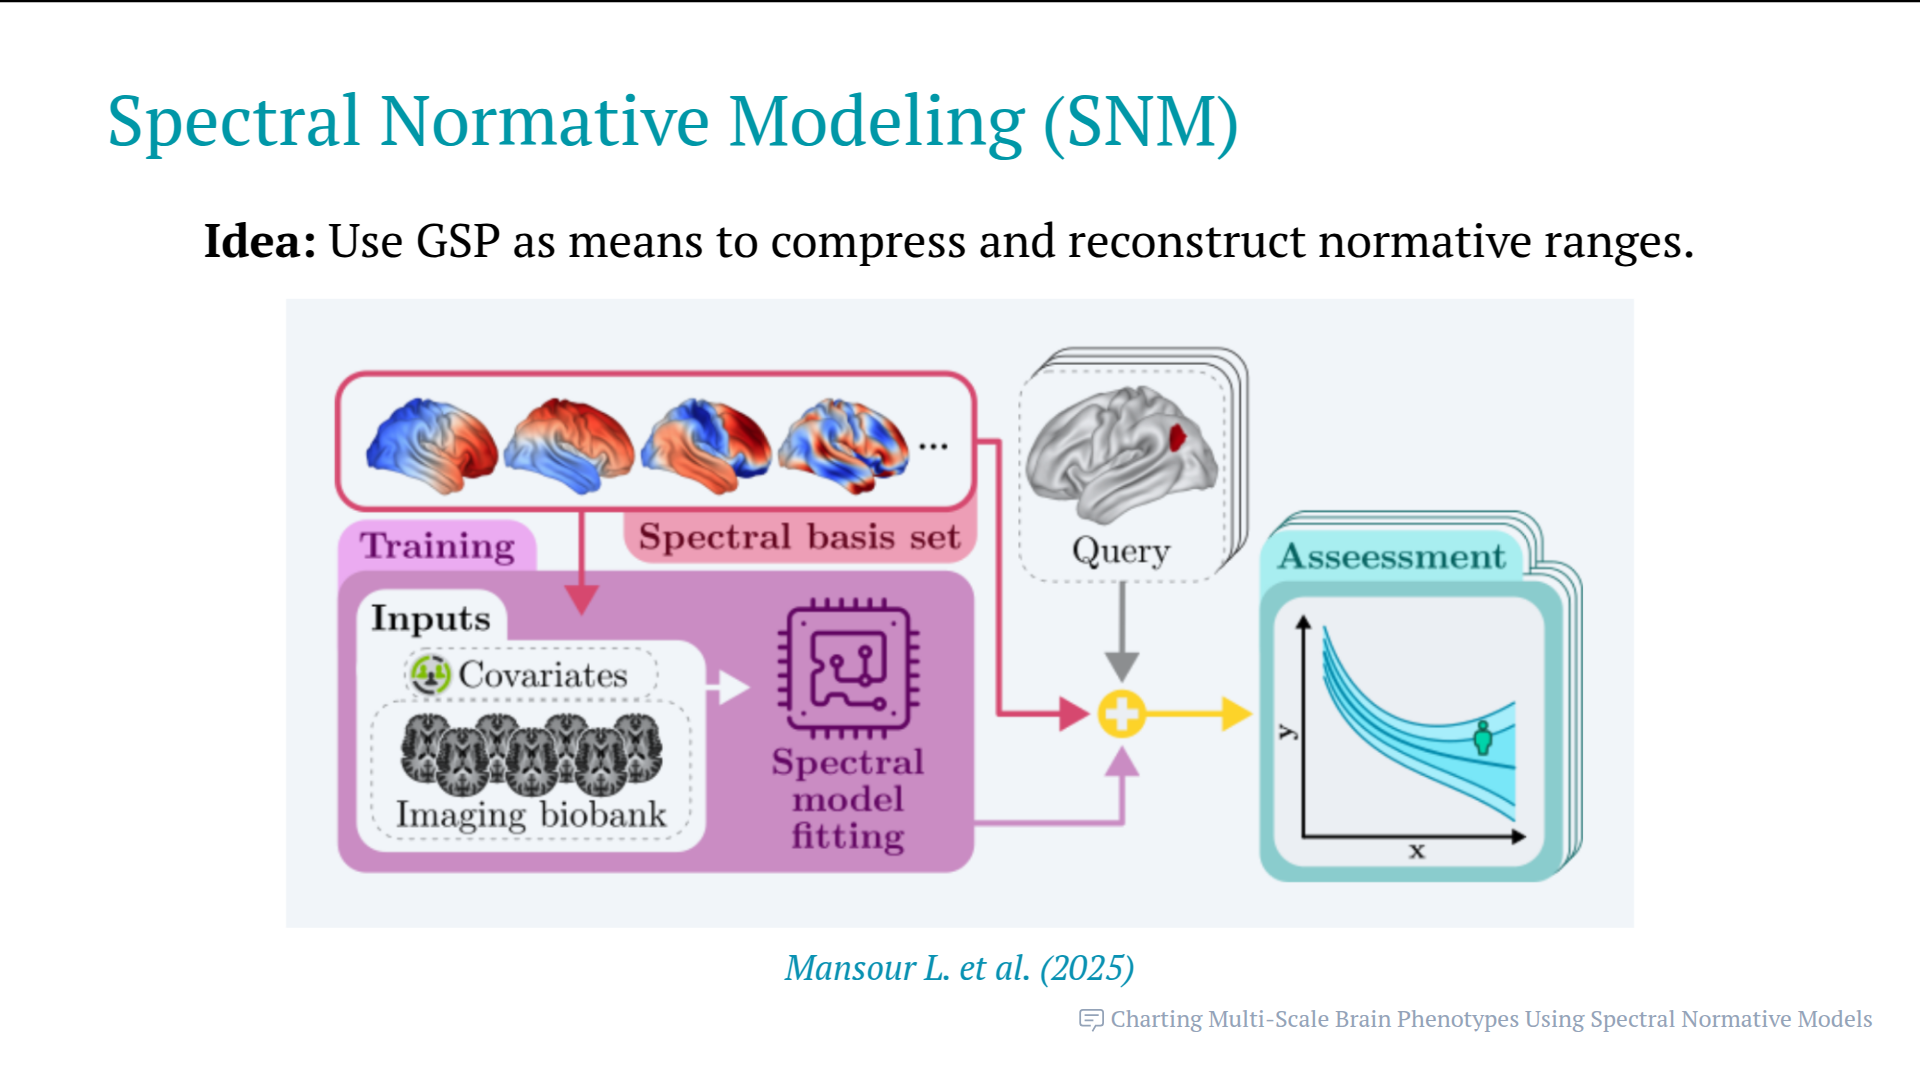 Spectral Normative Modeling (SNM)
Idea: Use GSP as means to compress and reconstruct normative ranges.
...
Spectral basis set
Training
Inputs
Covariates
Imaging biobank
Spectral
model
fitting
Query
Asseessment
y
x
Mansour L. et al. (2025)
Charting Multi-Scale Brain Phenotypes Using Spectral Normative Models